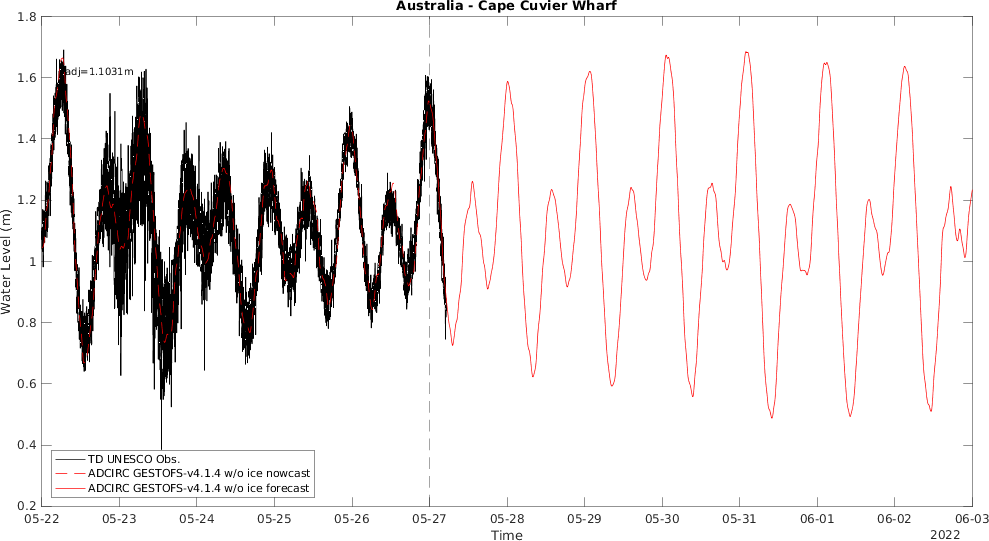 Australia - Cape Cuvier Wharf
1.8
1.6
1.4
1.2
1
0.8
0.6
0.4
0.2
Water Level (m)
adj=1.1031m
TD UNESCO Obs.
ADCIRC GESTOFS-v4.1.4 w/o ice nowcast
ADCIRC GESTOFS-v4.1.4 w/o ice forecast
05-22 05-23 05-24 05-25 05-26 05-27 05-28 05-29 05-30 05-31 06-01 06-02 06-03
Time
2022